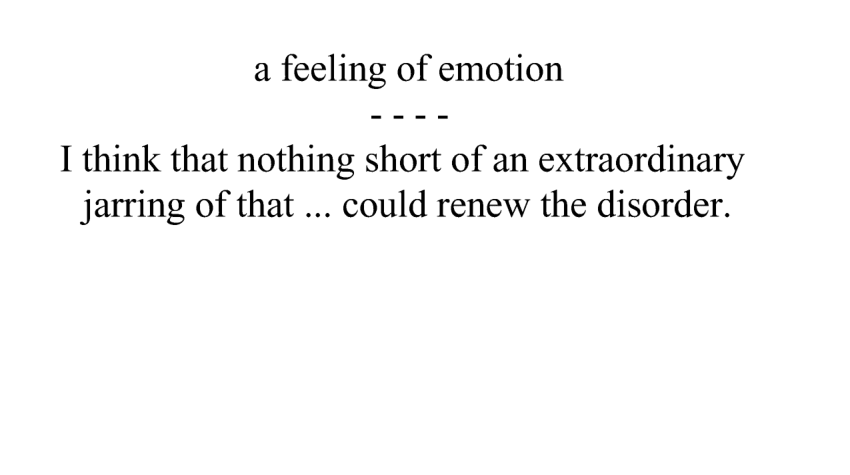 a feeling of emotion
- - - -
I think that nothing short of an extraordinary
jarring of that ... could renew the disorder.